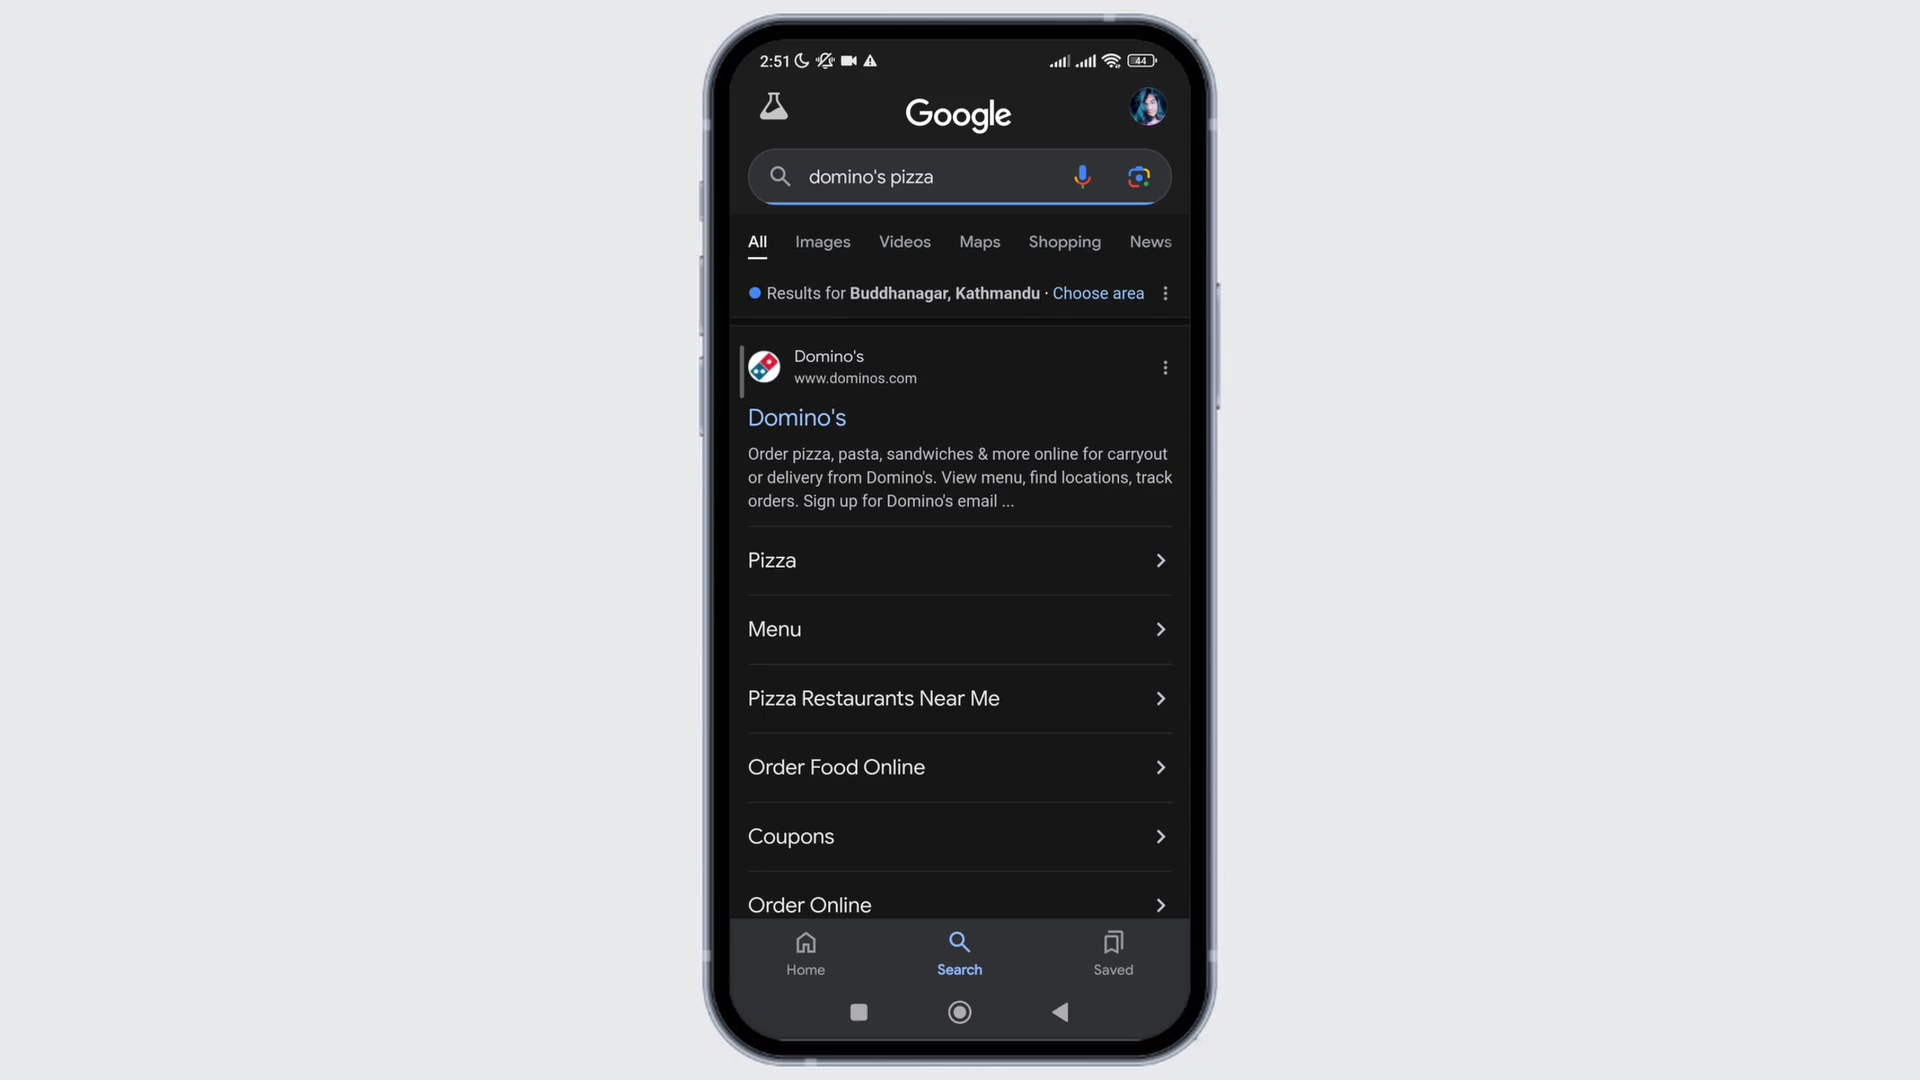 2:51
44
Google
domino's pizza
All Images Videos Maps Shopping News
Results for Buddhanagar, Kathmandu · Choose area
Domino's
www.dominos.com
Domino's
Order pizza, pasta, sandwiches & more online for carryout
or delivery from Domino's. View menu, find locations, track
orders. Sign up for Domino's email ...
Pizza
Menu
Pizza Restaurants Near Me
Order Food Online
Coupons
Order Online
Home Search Saved